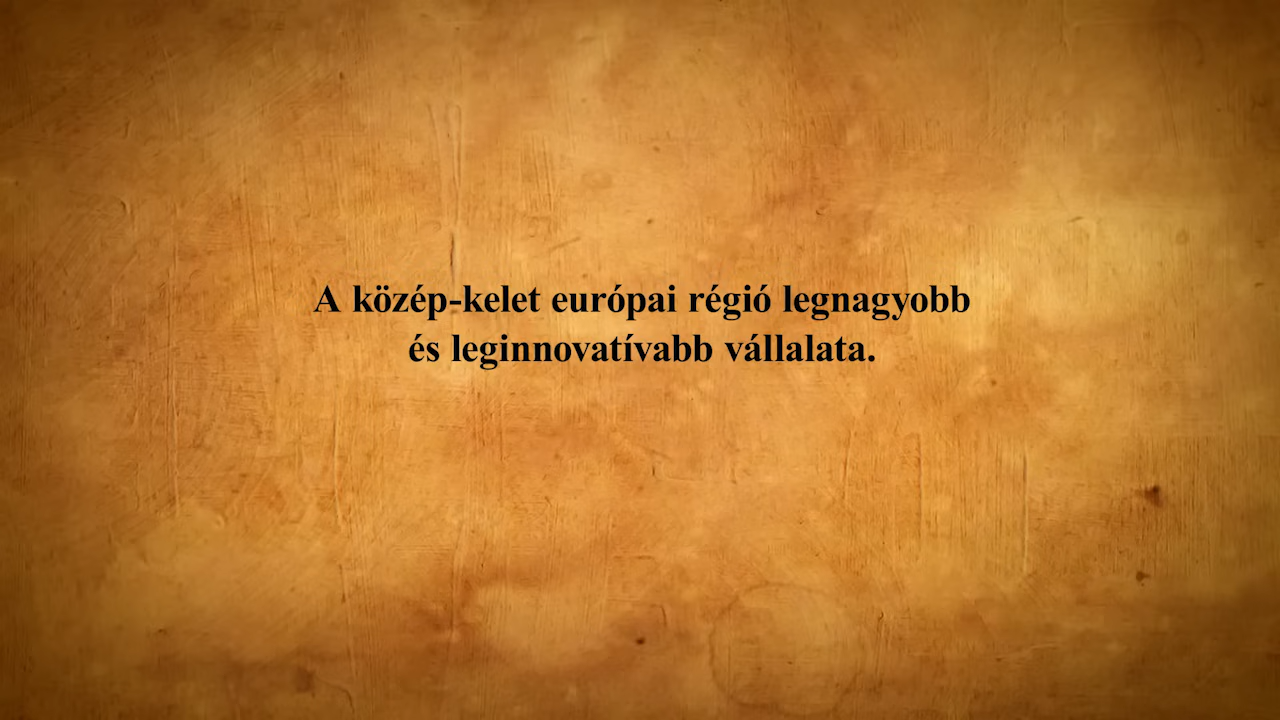 A közép-kelet európai régió legnagyobb
és leginnovatívabb vállalata.